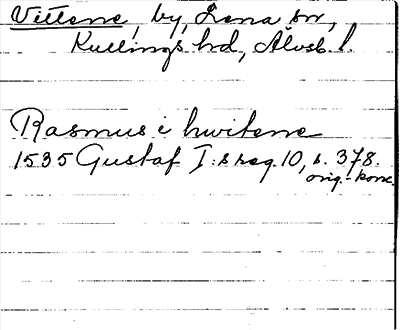 Vittene, by, Lena sn,
Kullings hd, Älvsb. l.
Rasmus i hwitene
1535 Gustaf I:s reg. 10, s. 378.
orig.-konc.